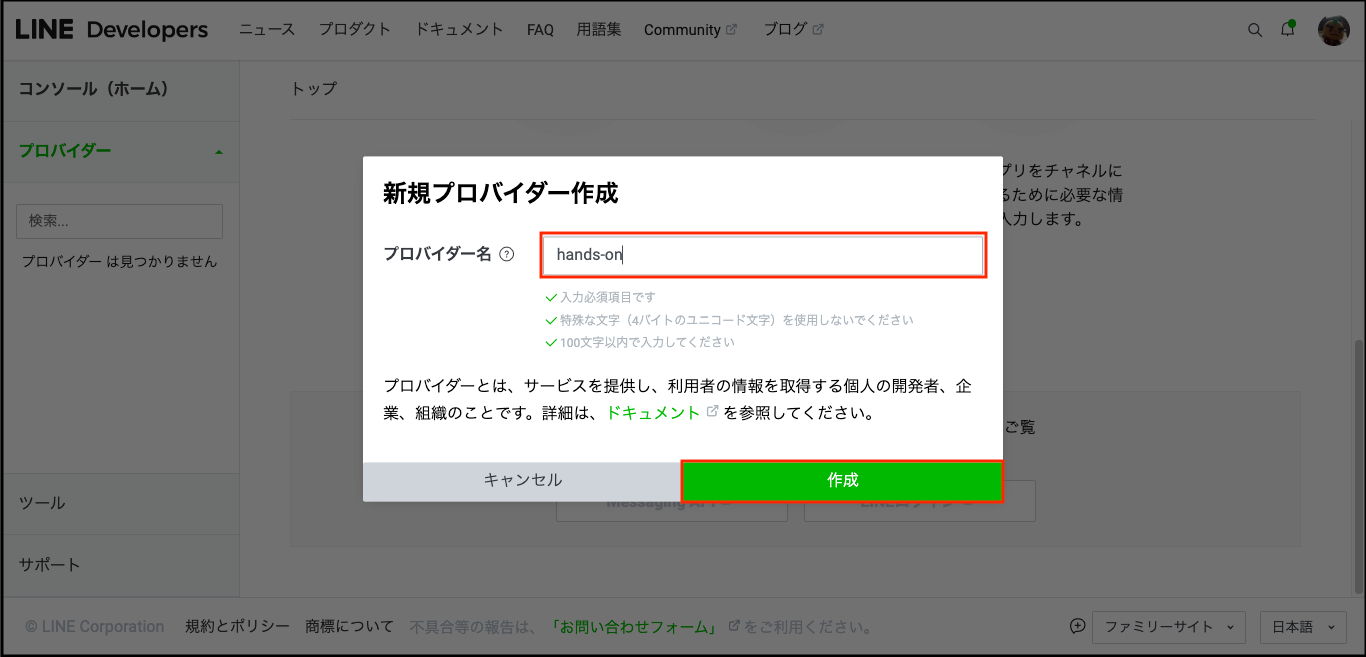 LINE Developers ニュース プロダクト ドキュメント FAQ 用語集 Community ブログ
コンソール（ホーム）
トップ
プロバイダー
検索...
プロバイダー は見つかりません
プリをチャネルに
るために必要な情
入力します。
新規プロバイダー作成
プロバイダー名 ?
hands-on
入力必須項目です
特殊な文字（4バイトのユニコード文字）を使用しないでください
100文字以内で入力してください
プロバイダーとは、サービスを提供し、利用者の情報を取得する個人の開発者、企
業、組織のことです。詳細は、ドキュメント を参照してください。
ご覧
キャンセル 作成
ツール
サポート
© LINE Corporation 規約とポリシー 商標について 不具合等の報告は、「お問い合わせフォーム」 をご利用ください。 ファミリーサイト 日本語